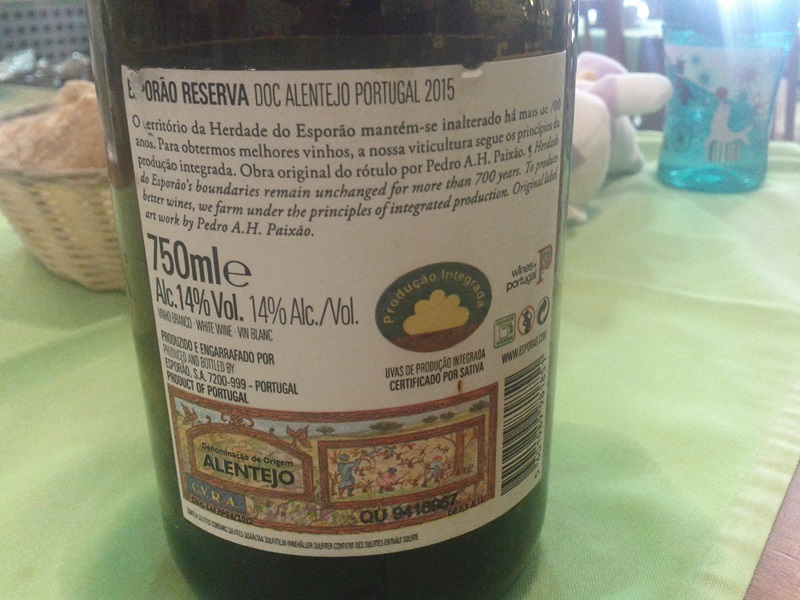 ESPORÃO RESERVA DOC ALENTEJO PORTUGAL 2015
O território da Herdade do Esporão mantém-se inalterado há mais de 700
anos. Para obtermos melhores vinhos, a nossa viticultura segue os princípios da
produção integrada. Obra original do rótulo por Pedro A.H. Paixão. ¶ Herdade
do Esporão's boundaries remain unchanged for more than 700 years. To produce
better wines, we farm under the principles of integrated production. Original label
art work by Pedro A.H. Paixão.
750ml e
Alc.14% Vol. 14% Alc./Vol.
VINHO BRANCO · WHITE WINE · VIN BLANC
PRODUZIDO E ENGARRAFADO POR
PRODUCED AND BOTTLED BY
ESPORÃO, S.A. 7200-999 - PORTUGAL
PRODUCT OF PORTUGAL
Produção Integrada
UVAS DE PRODUÇÃO INTEGRADA
CERTIFICADO POR SATIVA
wines of
portugal
WWW.ESPORAO.COM
Denominação de Origem
ALENTEJO
C.V.R.A.
QU 9416967